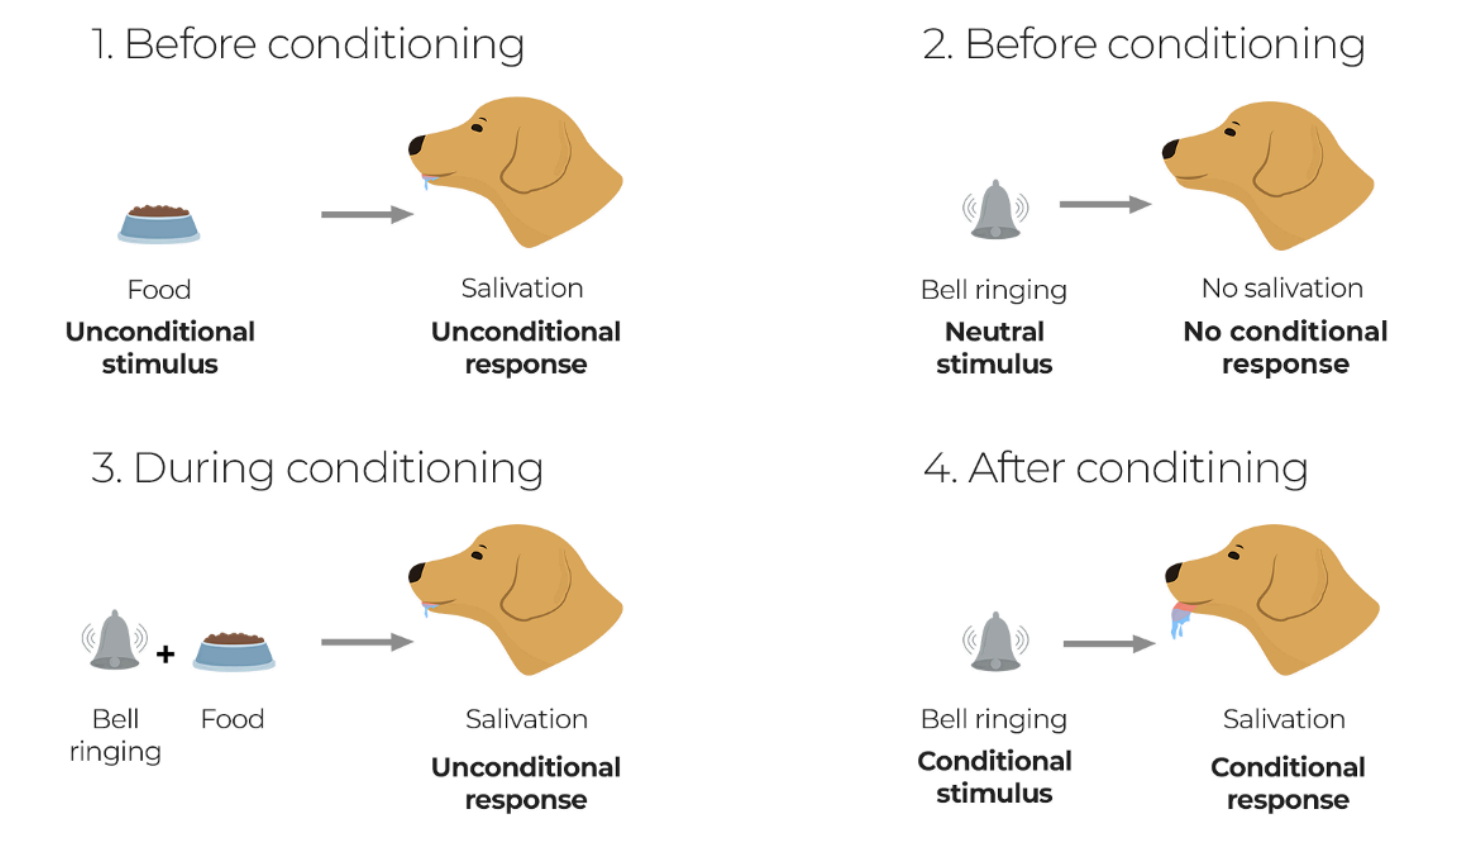 1. Before conditioning
Food
Unconditional
stimulus
Salivation
Unconditional
response
2. Before conditioning
Bell ringing
Neutral
stimulus
No salivation
No conditional
response
3. During conditioning
Bell
ringing
+
Food
Salivation
Unconditional
response
4. After conditining
Bell ringing
Conditional
stimulus
Salivation
Conditional
response